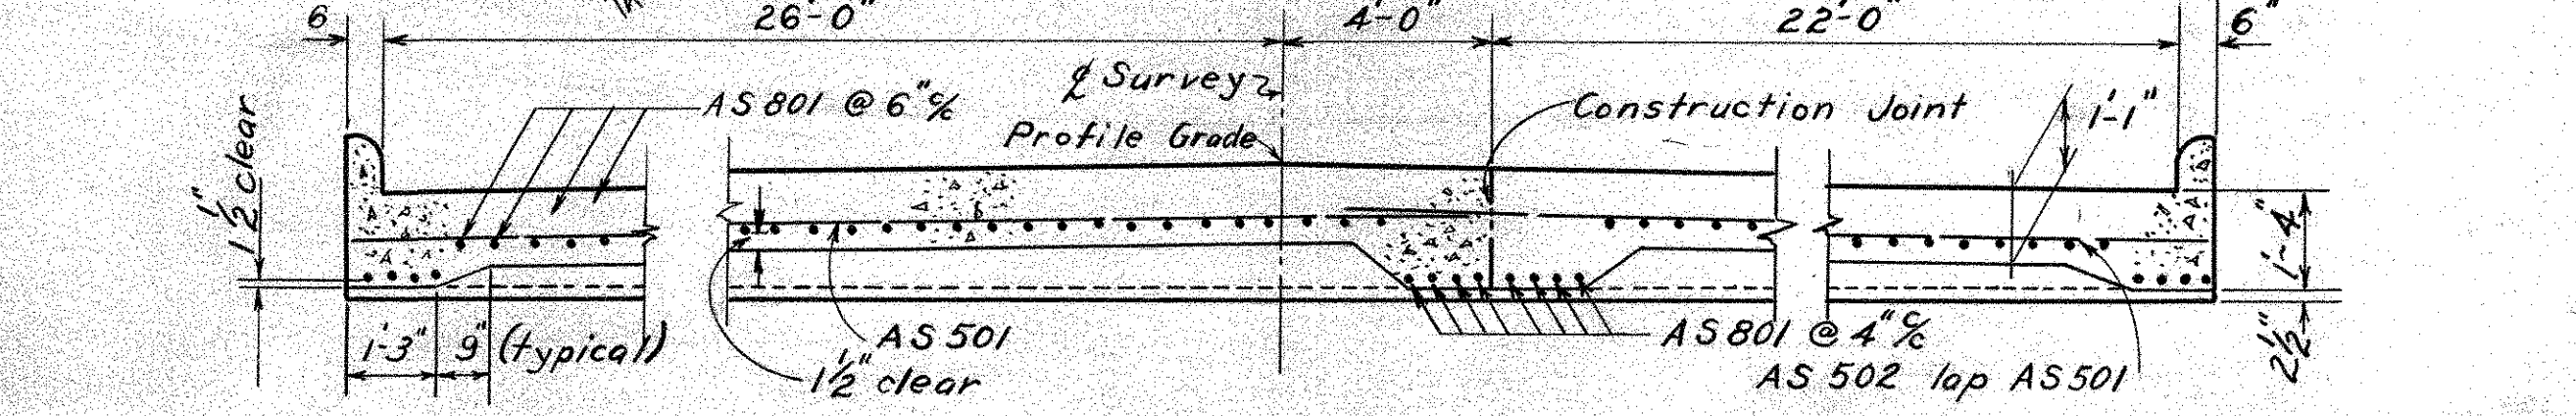 6
26'-0"
4'-0"
22'-0"
6"
℄ Survey
AS 801 @ 6" c/c
Construction Joint
1'-1"
Profile Grade
1 1/2" clear
1'-4"
AS 501
AS 801 @ 4" c/c
1'-3"
9" (typical)
1 1/2" clear
AS 502 lap AS 501
2 1/2"